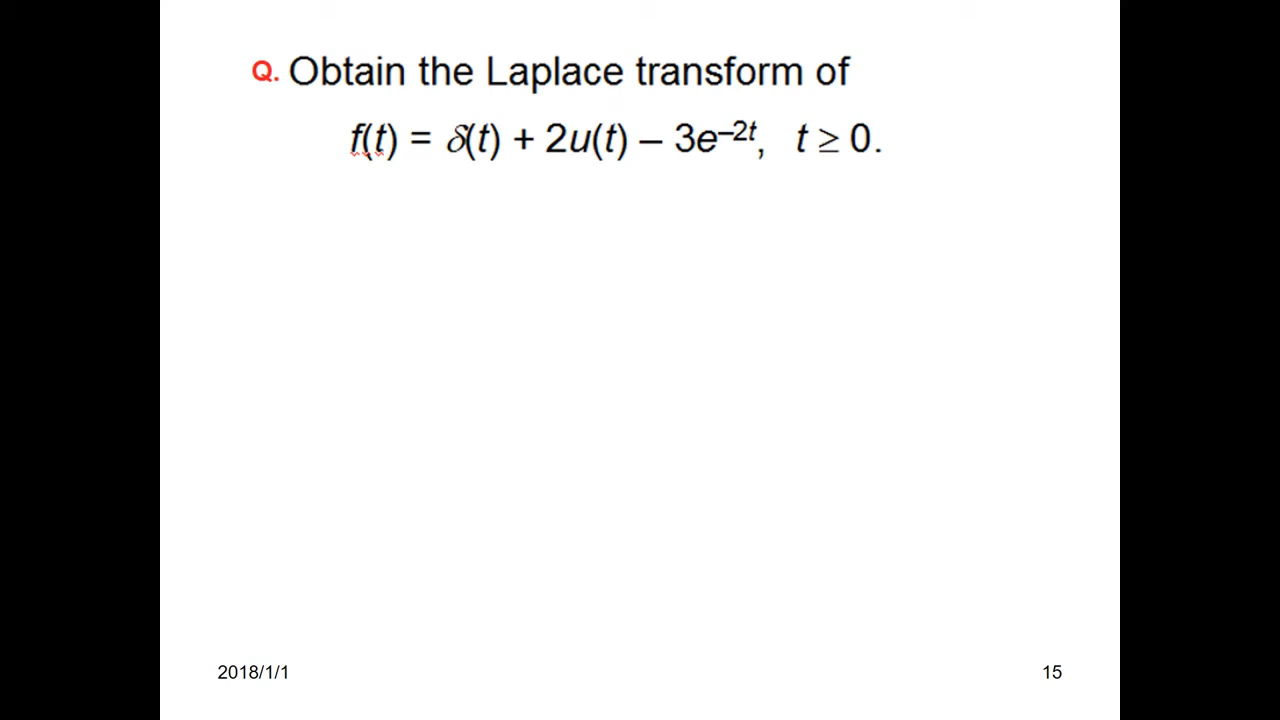 Q. Obtain the Laplace transform of
f(t) = δ(t) + 2u(t) – 3e^–2t, t ≥ 0.
2018/1/1
15